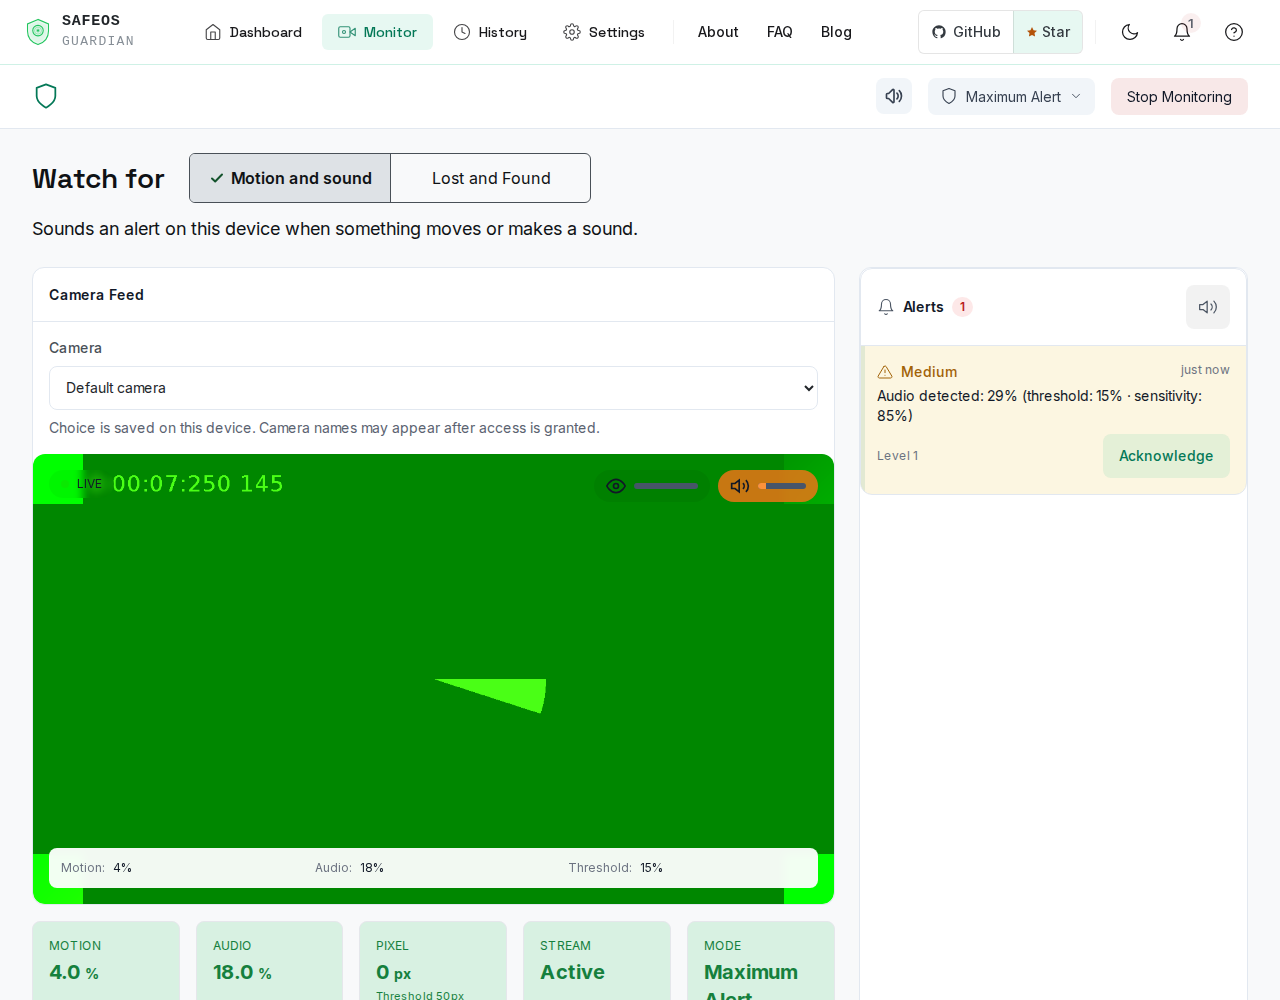 SAFEOS
GUARDIAN
Dashboard
Monitor
History
Settings
About
FAQ
Blog
GitHub
Star
1
Maximum Alert
Stop Monitoring
Watch for
Motion and sound
Lost and Found
Sounds an alert on this device when something moves or makes a sound.
Camera Feed
Camera
Default camera
Choice is saved on this device. Camera names may appear after access is granted.
LIVE
00:07:250 145
Motion: 4%
Audio: 18%
Threshold: 15%
MOTION
4.0 %
AUDIO
18.0 %
PIXEL
0 px
Threshold 50px
STREAM
Active
MODE
Maximum
Alert
Alerts 1
Medium
just now
Audio detected: 29% (threshold: 15% · sensitivity:
85%)
Level 1
Acknowledge